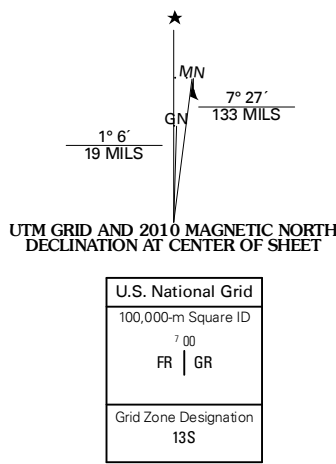 ★
MN
GN
7° 27´
133 MILS
1° 6´
19 MILS
UTM GRID AND 2010 MAGNETIC NORTH
DECLINATION AT CENTER OF SHEET
U.S. National Grid
100,000-m Square ID
7 00
FR | GR
Grid Zone Designation
13S